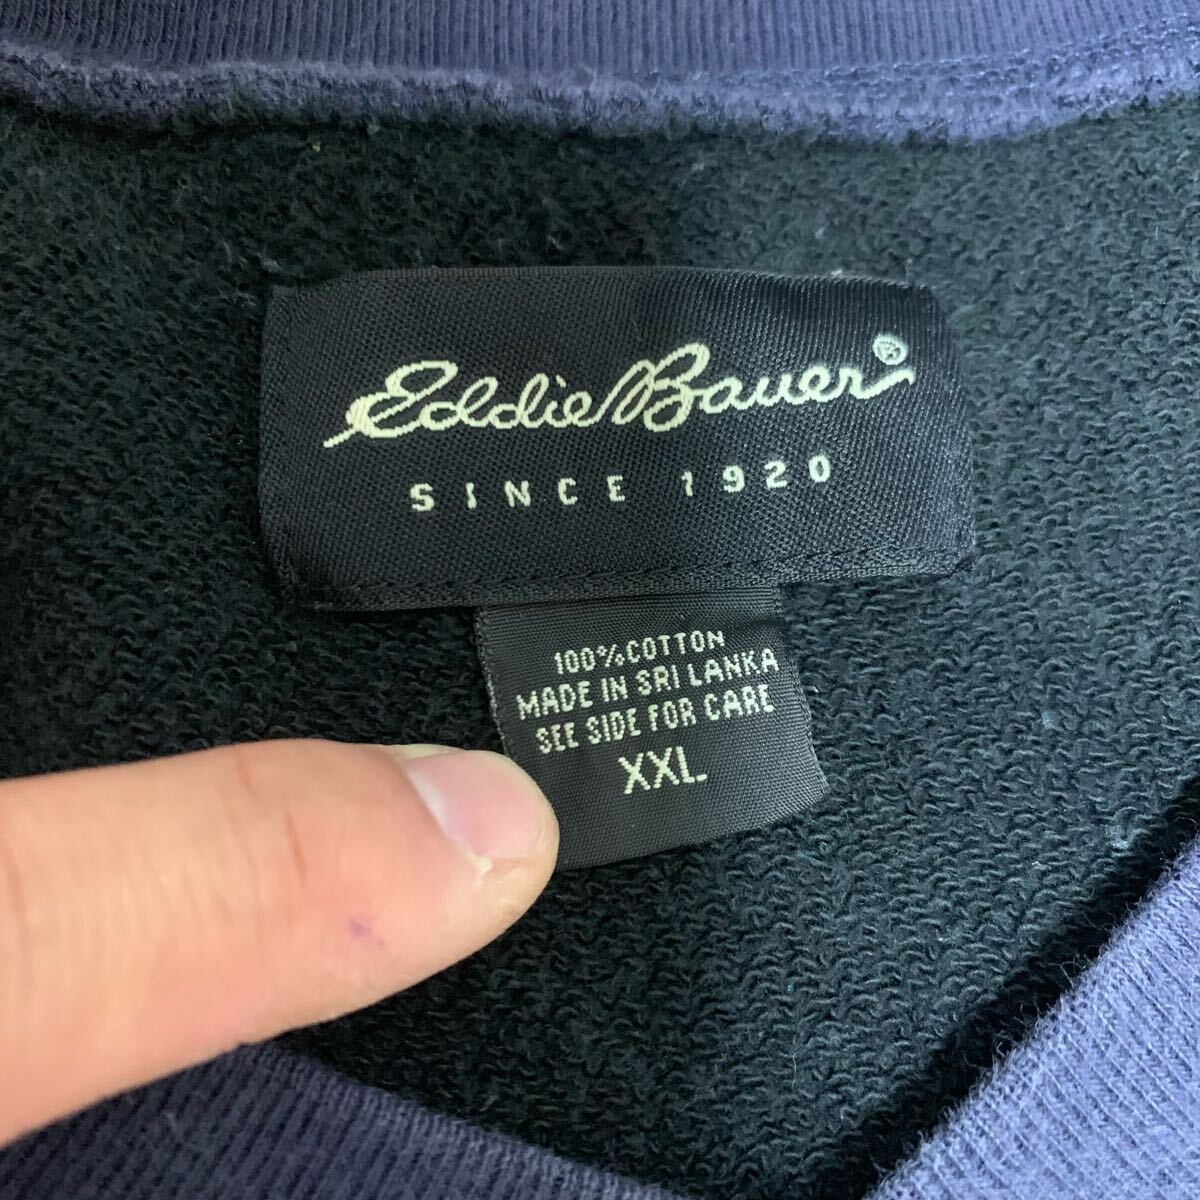 Eddie Bauer®
SINCE 1920
100%COTTON
MADE IN SRI LANKA
SEE SIDE FOR CARE
XXL